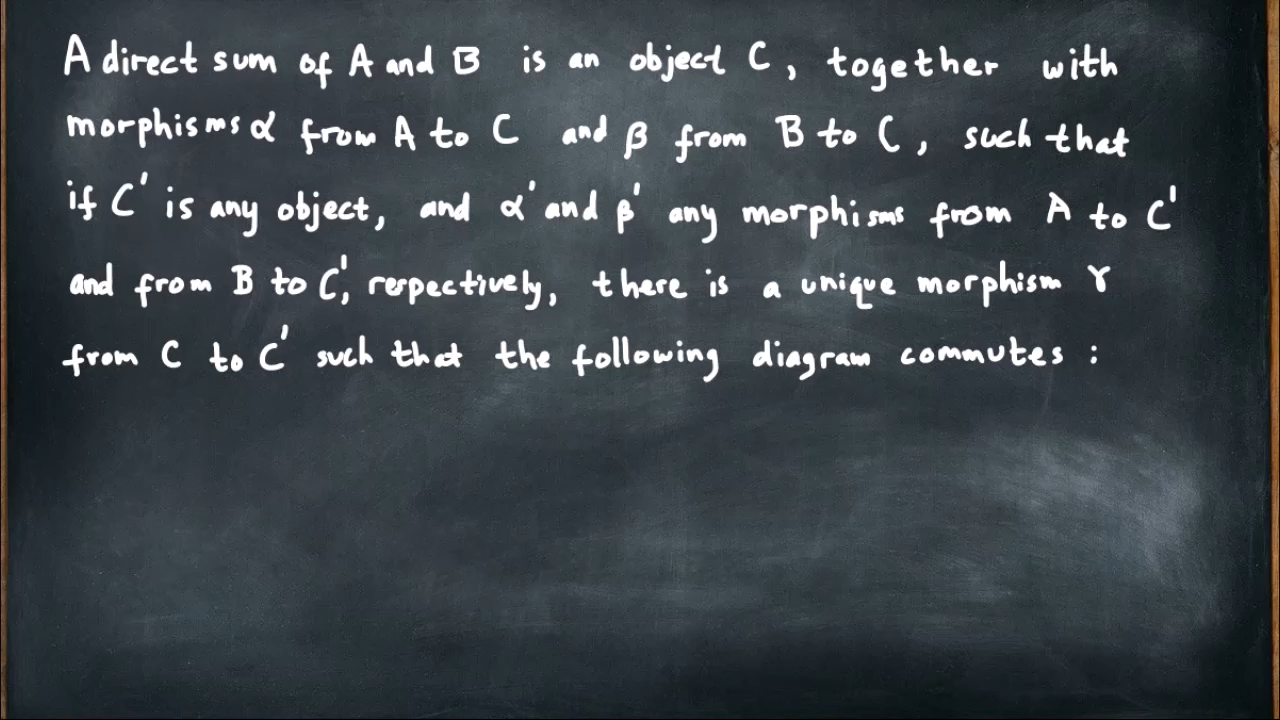 A direct sum of A and B is an object C, together with
morphisms α from A to C and β from B to C, such that
if C' is any object, and α' and β' any morphisms from A to C'
and from B to C', respectively, there is a unique morphism γ
from C to C' such that the following diagram commutes: